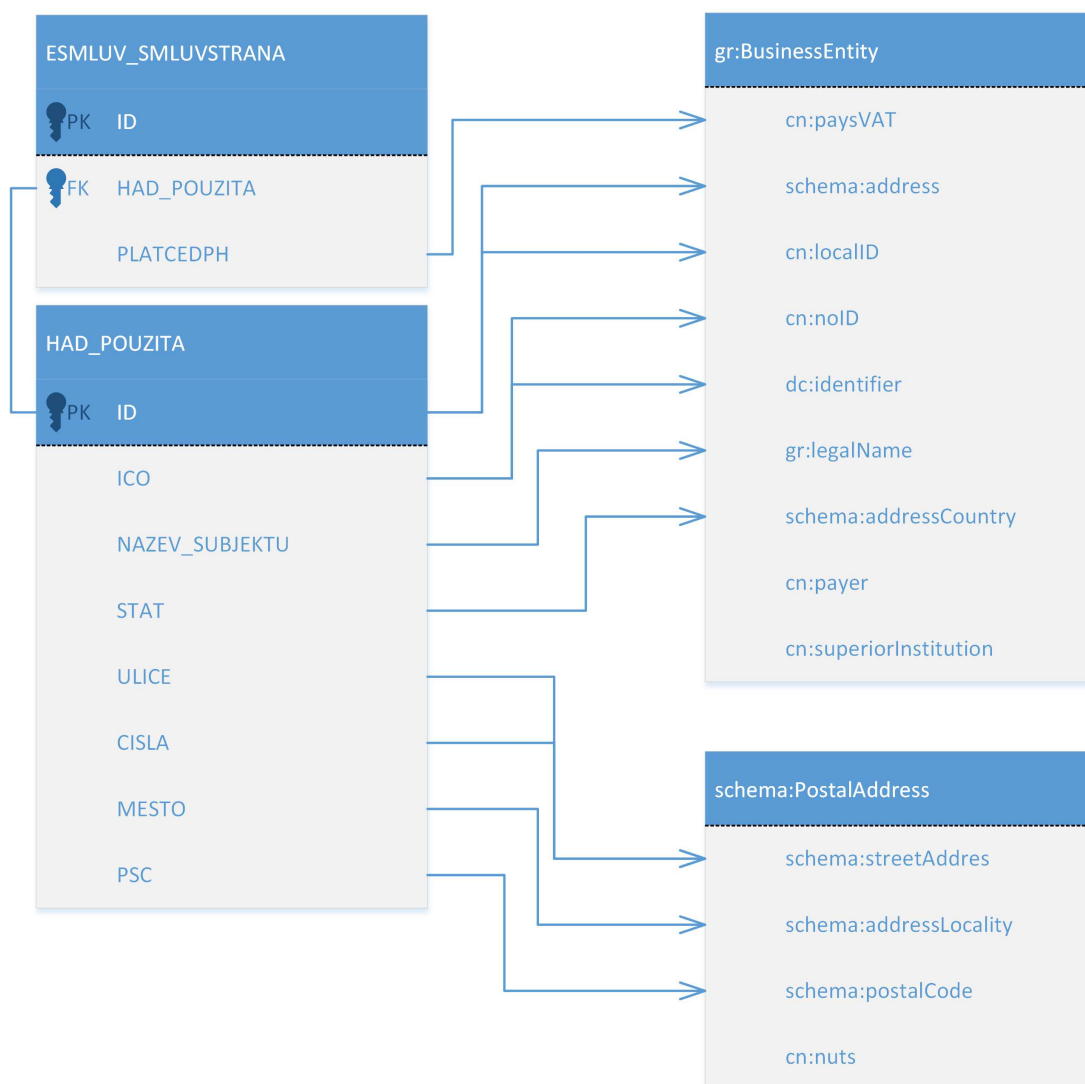 ESMLUV_SMLUVSTRANA
PK ID
FK HAD_POUZITA
PLATCEDPH
HAD_POUZITA
PK ID
ICO
NAZEV_SUBJEKTU
STAT
ULICE
CISLA
MESTO
PSC
gr:BusinessEntity
cn:paysVAT
schema:address
cn:localID
cn:noID
dc:identifier
gr:legalName
schema:addressCountry
cn:payer
cn:superiorInstitution
schema:PostalAddress
schema:streetAddres
schema:addressLocality
schema:postalCode
cn:nuts